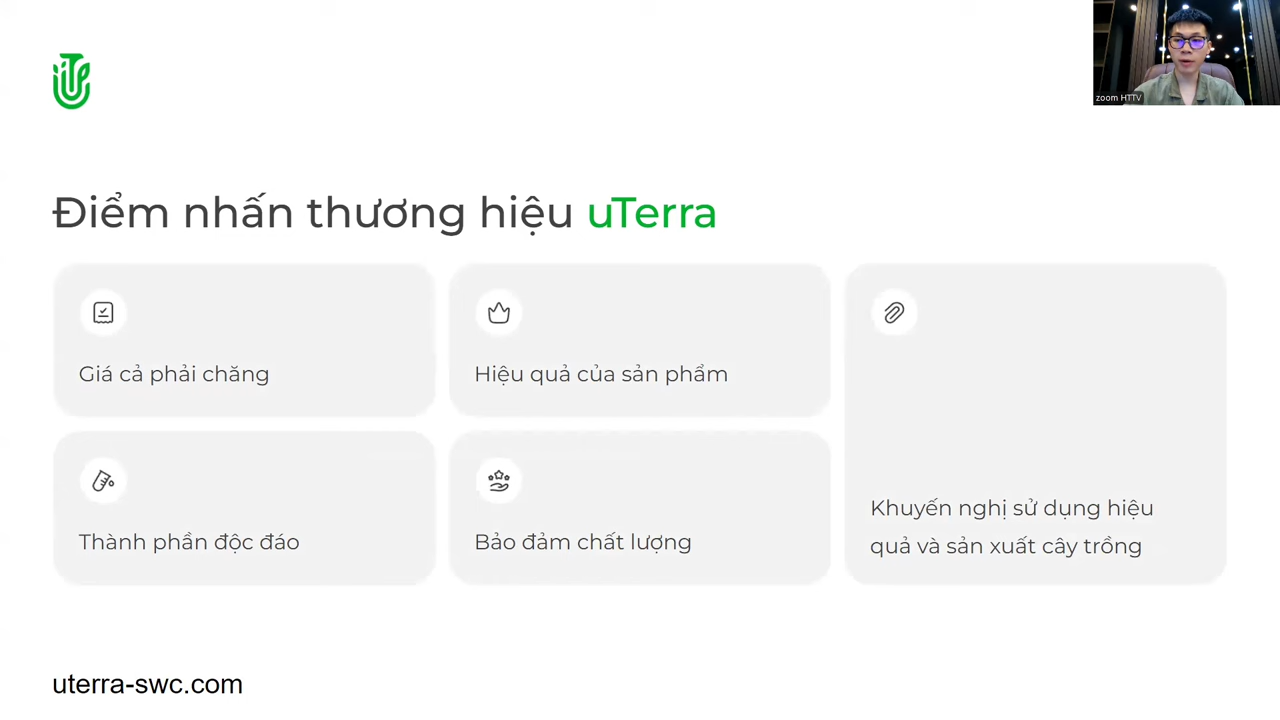 zoom HTTV
Điểm nhấn thương hiệu uTerra
Giá cả phải chăng
Hiệu quả của sản phẩm
Thành phần độc đáo
Bảo đảm chất lượng
Khuyến nghị sử dụng hiệu
quả và sản xuất cây trồng
uterra-swc.com